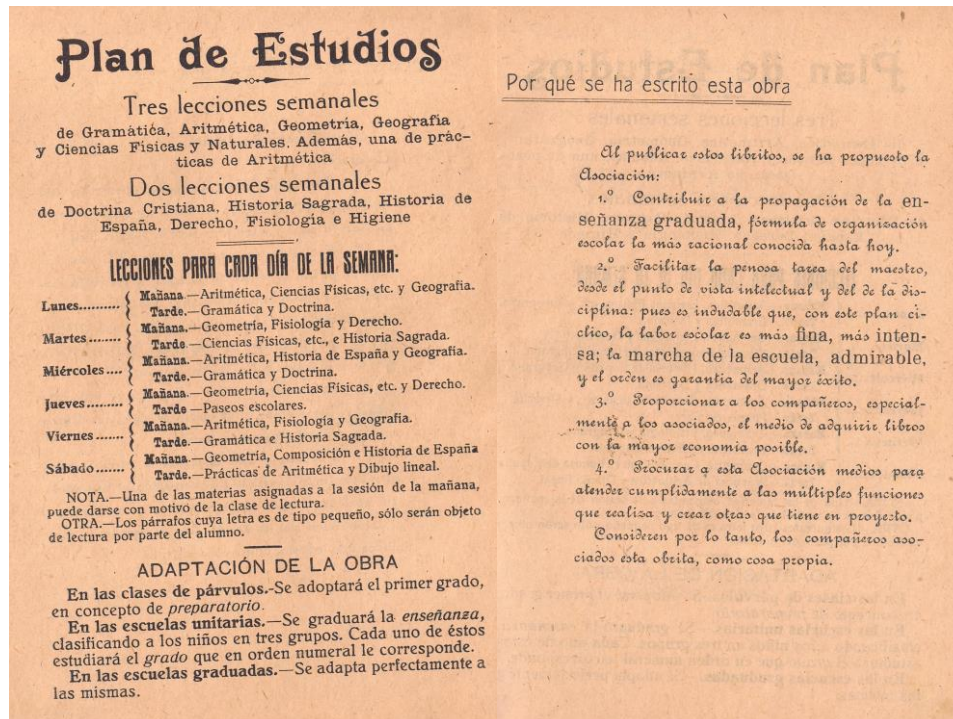 Plan de Estudios
Tres lecciones semanales
de Gramática, Aritmética, Geometría, Geografía
y Ciencias Físicas y Naturales. Además, una de prác-
ticas de Aritmética
Dos lecciones semanales
de Doctrina Cristiana, Historia Sagrada, Historia de
España, Derecho, Fisiología e Higiene
LECCIONES PARA CADA DÍA DE LA SEMANA:
Lunes.......... { Mañana.—Aritmética, Ciencias Físicas, etc. y Geografía.
Tarde.—Gramática y Doctrina.
Martes........ { Mañana.—Geometría, Fisiología y Derecho.
Tarde.—Ciencias Físicas, etc., e Historia Sagrada.
Miércoles.... { Mañana.—Aritmética, Historia de España y Geografía.
Tarde.—Gramática y Doctrina.
Jueves......... { Mañana.—Geometría, Ciencias Físicas, etc. y Derecho.
Tarde—Paseos escolares.
Viernes....... { Mañana.—Aritmética, Fisiología y Geografía.
Tarde.—Gramática e Historia Sagrada.
Sábado....... { Mañana.—Geometría, Composición e Historia de España
Tarde.—Prácticas de Aritmética y Dibujo lineal.
NOTA.—Una de las materias asignadas a la sesión de la mañana,
puede darse con motivo de la clase de lectura.
OTRA.—Los párrafos cuya letra es de tipo pequeño, sólo serán objeto
de lectura por parte del alumno.
ADAPTACIÓN DE LA OBRA
En las clases de párvulos.-Se adoptará el primer grado,
en concepto de preparatorio.
En las escuelas unitarias.—Se graduará la enseñanza,
clasificando a los niños en tres grupos. Cada uno de éstos
estudiará el grado que en orden numeral le corresponde.
En las escuelas graduadas.—Se adapta perfectamente a
las mismas.
Por qué se ha escrito esta obra
Al publicar estos libritos, se ha propuesto la
Asociación:
1.º Contribuir a la propagación de la en-
señanza graduada, fórmula de organización
escolar la más racional conocida hasta hoy.
2.º Facilitar la penosa tarea del maestro,
desde el punto de vista intelectual y del de la dis-
ciplina: pues es indudable que, con este plan cí-
clico, la labor escolar es más fina, más inten-
sa; la marcha de la escuela, admirable,
y el orden es garantía del mayor éxito.
3.º Proporcionar a los compañeros, especial-
mente a los asociados, el medio de adquirir libros
con la mayor economía posible.
4.º Procurar a esta Asociación medios para
atender cumplidamente a las múltiples funciones
que realiza y crear otras que tiene en proyecto.
Consideren por lo tanto, los compañeros aso-
ciados esta obrita, como cosa propia.